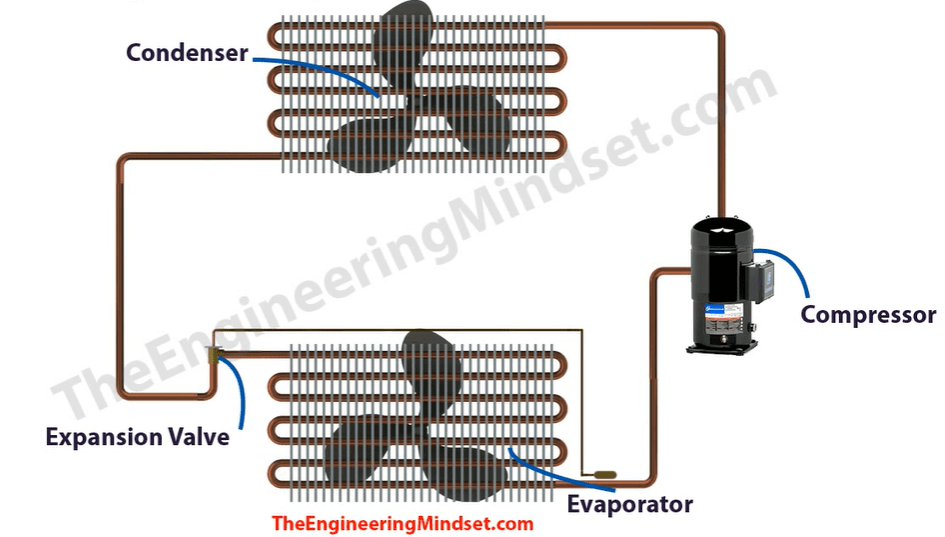 Condenser
TheEngineeringMindset.com
Compressor
Expansion Valve
Evaporator
TheEngineeringMindset.com